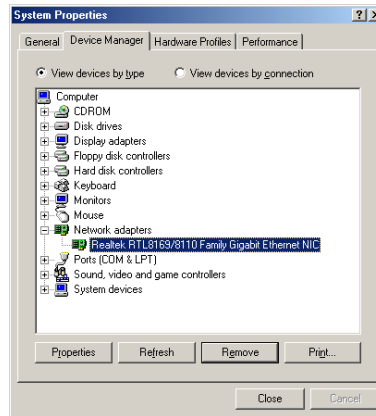 System Properties
General Device Manager Hardware Profiles Performance
View devices by type View devices by connection
Computer
CDROM
Disk drives
Display adapters
Floppy disk controllers
Hard disk controllers
Keyboard
Monitors
Mouse
Network adapters
Realtek RTL8169/8110 Family Gigabit Ethernet NIC
Ports (COM & LPT)
Sound, video and game controllers
System devices
Properties Refresh Remove Print...
Close Cancel